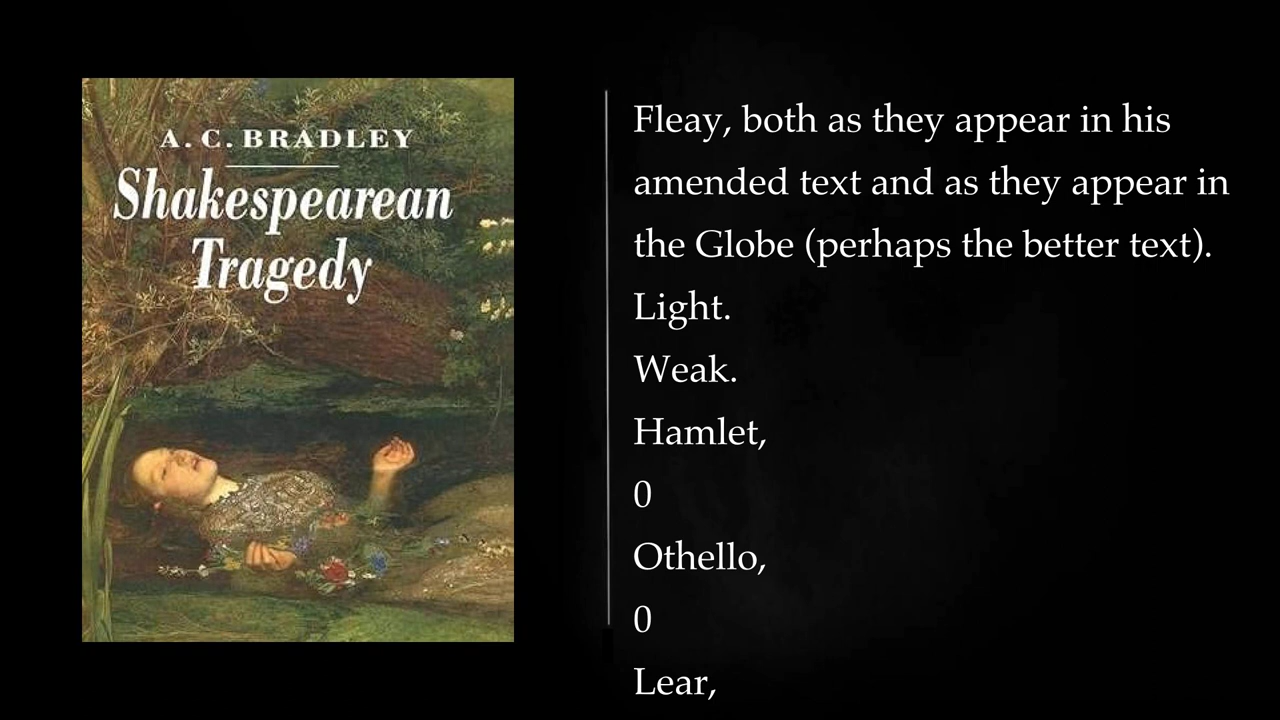 A. C. BRADLEY
Shakespearean
Tragedy
Fleay, both as they appear in his
amended text and as they appear in
the Globe (perhaps the better text).
Light.
Weak.
Hamlet,
0
Othello,
0
Lear,